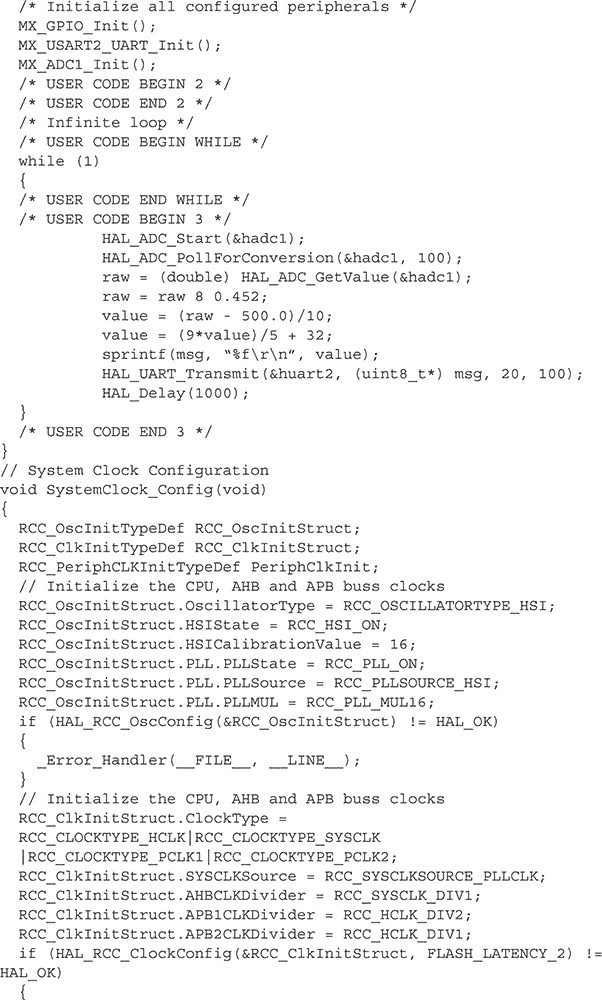 /* Initialize all configured peripherals */
MX_GPIO_Init();
MX_USART2_UART_Init();
MX_ADC1_Init();
/* USER CODE BEGIN 2 */
/* USER CODE END 2 */
/* Infinite loop */
/* USER CODE BEGIN WHILE */
while (1)
{
/* USER CODE END WHILE */
/* USER CODE BEGIN 3 */
HAL_ADC_Start(&hadc1);
HAL_ADC_PollForConversion(&hadc1, 100);
raw = (double) HAL_ADC_GetValue(&hadc1);
raw = raw 8 0.452;
value = (raw - 500.0)/10;
value = (9*value)/5 + 32;
sprintf(msg, “%f\r\n”, value);
HAL_UART_Transmit(&huart2, (uint8_t*) msg, 20, 100);
HAL_Delay(1000);
}
/* USER CODE END 3 */
}
// System Clock Configuration
void SystemClock_Config(void)
{
RCC_OscInitTypeDef RCC_OscInitStruct;
RCC_ClkInitTypeDef RCC_ClkInitStruct;
RCC_PeriphCLKInitTypeDef PeriphClkInit;
// Initialize the CPU, AHB and APB buss clocks
RCC_OscInitStruct.OscillatorType = RCC_OSCILLATORTYPE_HSI;
RCC_OscInitStruct.HSIState = RCC_HSI_ON;
RCC_OscInitStruct.HSICalibrationValue = 16;
RCC_OscInitStruct.PLL.PLLState = RCC_PLL_ON;
RCC_OscInitStruct.PLL.PLLSource = RCC_PLLSOURCE_HSI;
RCC_OscInitStruct.PLL.PLLMUL = RCC_PLL_MUL16;
if (HAL_RCC_OscConfig(&RCC_OscInitStruct) != HAL_OK)
{
_Error_Handler(__FILE__, __LINE__);
}
// Initialize the CPU, AHB and APB buss clocks
RCC_ClkInitStruct.ClockType =
RCC_CLOCKTYPE_HCLK|RCC_CLOCKTYPE_SYSCLK
|RCC_CLOCKTYPE_PCLK1|RCC_CLOCKTYPE_PCLK2;
RCC_ClkInitStruct.SYSCLKSource = RCC_SYSCLKSOURCE_PLLCLK;
RCC_ClkInitStruct.AHBCLKDivider = RCC_SYSCLK_DIV1;
RCC_ClkInitStruct.APB1CLKDivider = RCC_HCLK_DIV2;
RCC_ClkInitStruct.APB2CLKDivider = RCC_HCLK_DIV1;
if (HAL_RCC_ClockConfig(&RCC_ClkInitStruct, FLASH_LATENCY_2) !=
HAL_OK)
{